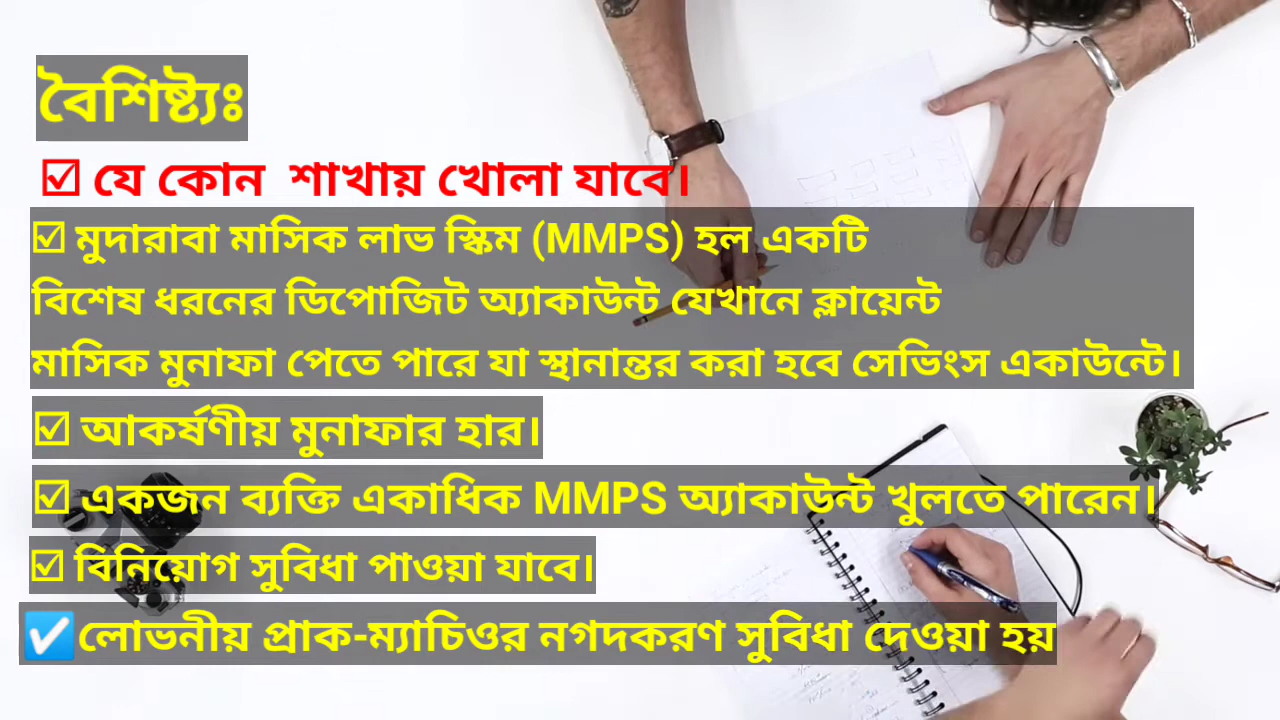 বৈশিষ্ট্যঃ
☑ যে কোন শাখায় খোলা যাবে।
☑ মুদারাবা মাসিক লাভ স্কিম (MMPS) হল একটি
বিশেষ ধরনের ডিপোজিট অ্যাকাউন্ট যেখানে ক্লায়েন্ট
মাসিক মুনাফা পেতে পারে যা স্থানান্তর করা হবে সেভিংস একাউন্টে।
☑ আকর্ষণীয় মুনাফার হার।
☑ একজন ব্যক্তি একাধিক MMPS অ্যাকাউন্ট খুলতে পারেন।
☑ বিনিয়োগ সুবিধা পাওয়া যাবে।
✅লোভনীয় প্রাক-ম্যাচিওর নগদকরণ সুবিধা দেওয়া হয়